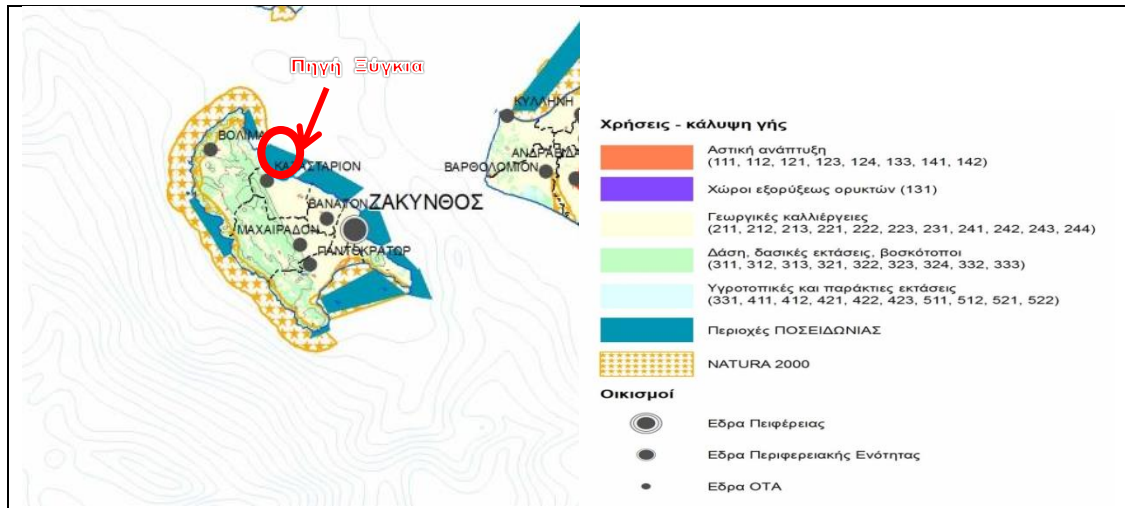 Πηγή Ξύγκια
ΚΥΛΛΗΝΗ
ΒΟΛΙΜΑ
ΑΝΔΡΑΒΙΔ
ΒΑΡΘΟΛΟΜΙΟΝ
ΚΑΤΑΣΤΑΡΙΟΝ
ΒΑΝΑΤΟΝ
ΖΑΚΥΝΘΟΣ
ΜΑΧΑΙΡΑΔΟΝ
ΠΑΝΤΟΚΡΑΤΩΡ
Χρήσεις - κάλυψη γής
Αστική ανάπτυξη
(111, 112, 121, 123, 124, 133, 141, 142)
Χώροι εξορύξεως ορυκτών (131)
Γεωργικές καλλιέργειες
(211, 212, 213, 221, 222, 223, 231, 241, 242, 243, 244)
Δάση, δασικές εκτάσεις, βοσκότοποι
(311, 312, 313, 321, 322, 323, 324, 332, 333)
Υγροτοπικές και παράκτιες εκτάσεις
(331, 411, 412, 421, 422, 423, 511, 512, 521, 522)
Περιοχές ΠΟΣΕΙΔΩΝΙΑΣ
NATURA 2000
Οικισμοί
Εδρα Πειφέρειας
Εδρα Περιφερειακής Ενότητας
Εδρα ΟΤΑ